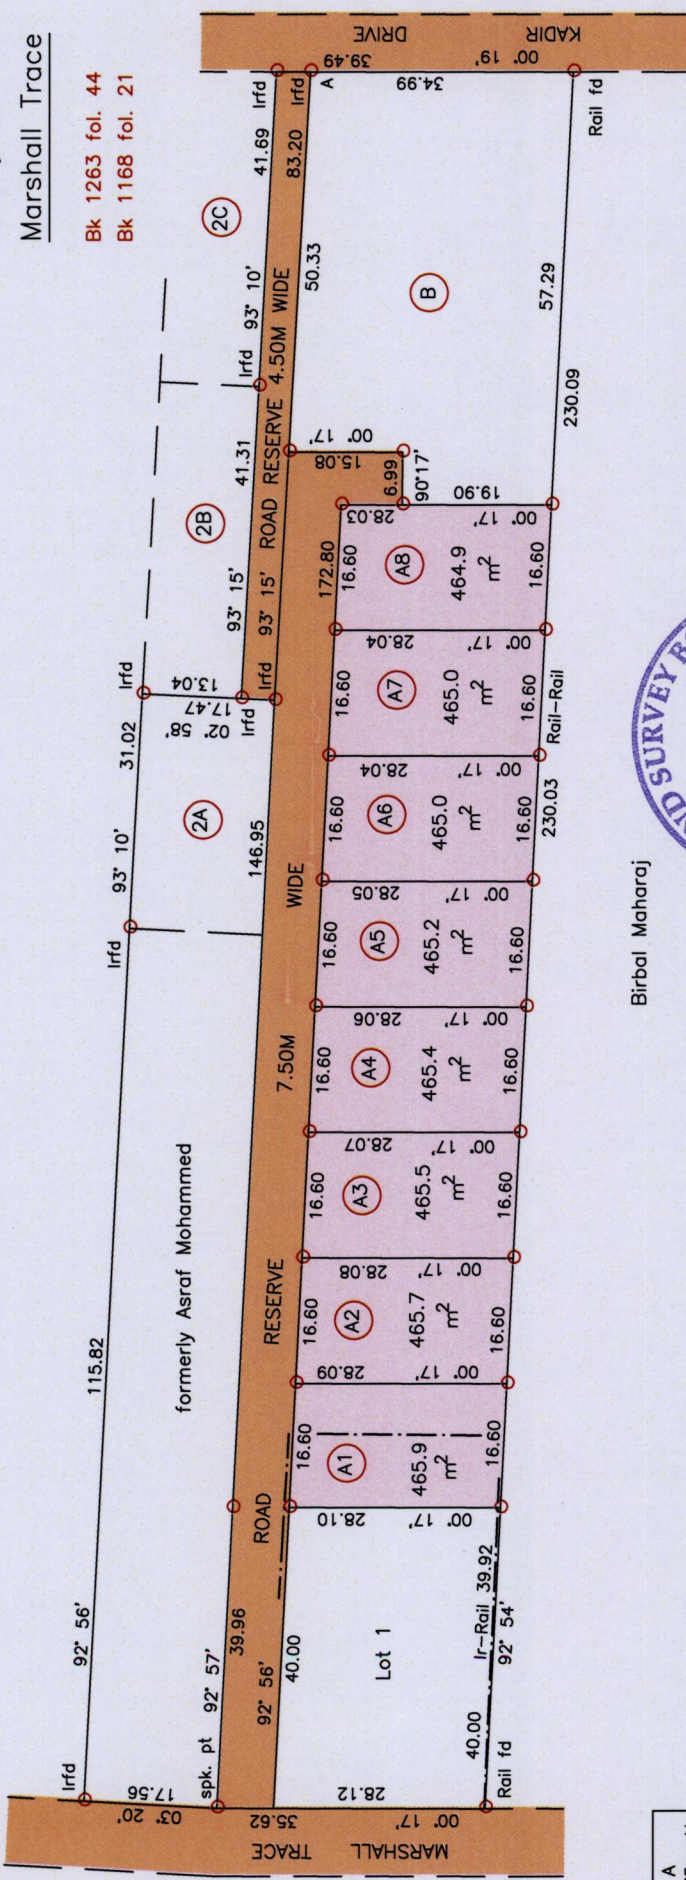 Marshall Trace
Bk 1263 fol. 44
Bk 1168 fol. 21
KADIR
DRIVE
00° 19'
39.49
34.99
A
Rail fd
Irfd
Irfd
41.69
83.20
2C
93° 10'
4.50M WIDE
50.33
B
57.29
230.09
Irfd
41.31
ROAD RESERVE
00° 17'
15.08
6.99
90°17'
19.90
2B
93° 15'
93° 15'
Irfd
13.04
17.47
02° 58'
Irfd
Irfd
31.02
93° 10'
2A
146.95
Irfd
115.82
formerly Asraf Mohammed
92° 56'
Irfd
17.56
03° 20'
spk. pt
92° 57'
39.96
92° 56'
40.00
35.62
MARSHALL
TRACE
28.12
00° 17'
Lot 1
Ir-Rail 39.92
92° 54'
40.00
Rail fd
ROAD
RESERVE
7.50M
WIDE
172.80
16.60
A1
465.9
m²
16.60
28.10
00° 17'
16.60
A2
465.7
m²
16.60
28.09
16.60
A3
465.5
m²
16.60
28.08
00° 17'
16.60
A4
465.4
m²
16.60
28.07
00° 17'
16.60
A5
465.2
m²
16.60
28.06
00° 17'
16.60
A6
465.0
m²
16.60
28.05
00° 17'
16.60
A7
465.0
m²
16.60
28.04
00° 17'
16.60
A8
464.9
m²
16.60
28.04
00° 17'
28.03
00° 17'
Rail-Rail
230.03
Birbal Maharaj
ND SURVEY B
A